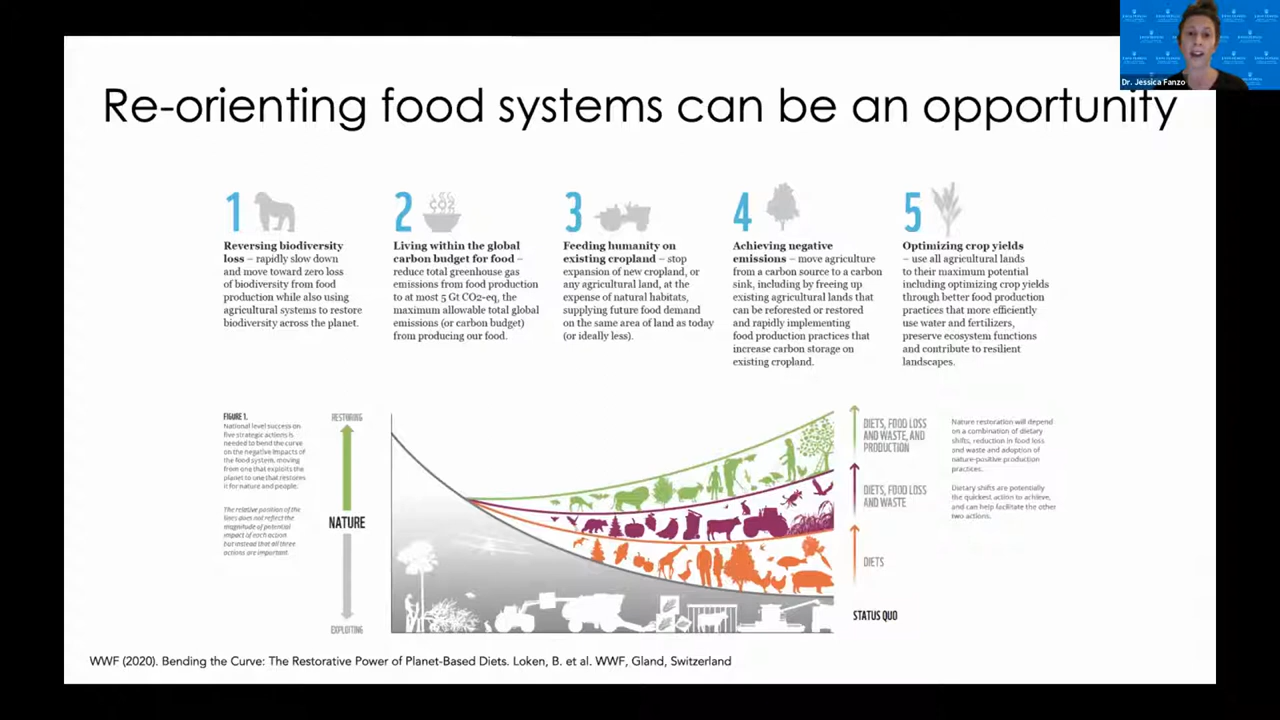 Dr. Jessica Fanzo
Re-orienting food systems can be an opportunity
1
Reversing biodiversity
loss – rapidly slow down
and move toward zero loss
of biodiversity from food
production while also using
agricultural systems to restore
biodiversity across the planet.
2
CO2
Living within the global
carbon budget for food –
reduce total greenhouse gas
emissions from food production
to at most 5 Gt CO2-eq, the
maximum allowable total global
emissions (or carbon budget)
from producing our food.
3
Feeding humanity on
existing cropland – stop
expansion of new cropland, or
any agricultural land, at the
expense of natural habitats,
supplying future food demand
on the same area of land as today
(or ideally less).
4
Achieving negative
emissions – move agriculture
from a carbon source to a carbon
sink, including by freeing up
existing agricultural lands that
can be reforested or restored
and rapidly implementing
food production practices that
increase carbon storage on
existing cropland.
5
Optimizing crop yields
– use all agricultural lands
to their maximum potential
including optimizing crop yields
through better food production
practices that more efficiently
use water and fertilizers,
preserve ecosystem functions
and contribute to resilient
landscapes.
FIGURE 1.
National level success on
five strategic actions is
needed to bend the curve
on the negative impacts of
the food system, moving
from one that exploits the
planet to one that restores
it for nature and people.
The relative position of the
lines does not reflect the
magnitude of potential
impact of each action
but instead that all three
actions are important.
RESTORING
NATURE
EXPLOITING
DIETS, FOOD LOSS
AND WASTE, AND
PRODUCTION
DIETS, FOOD LOSS
AND WASTE
DIETS
STATUS QUO
Nature restoration will depend
on a combination of dietary
shifts, reduction in food loss
and waste and adoption of
nature-positive production
practices.
Dietary shifts are potentially
the quickest action to achieve,
and can help facilitate the other
two actions.
WWF (2020). Bending the Curve: The Restorative Power of Planet-Based Diets. Loken, B. et al. WWF, Gland, Switzerland